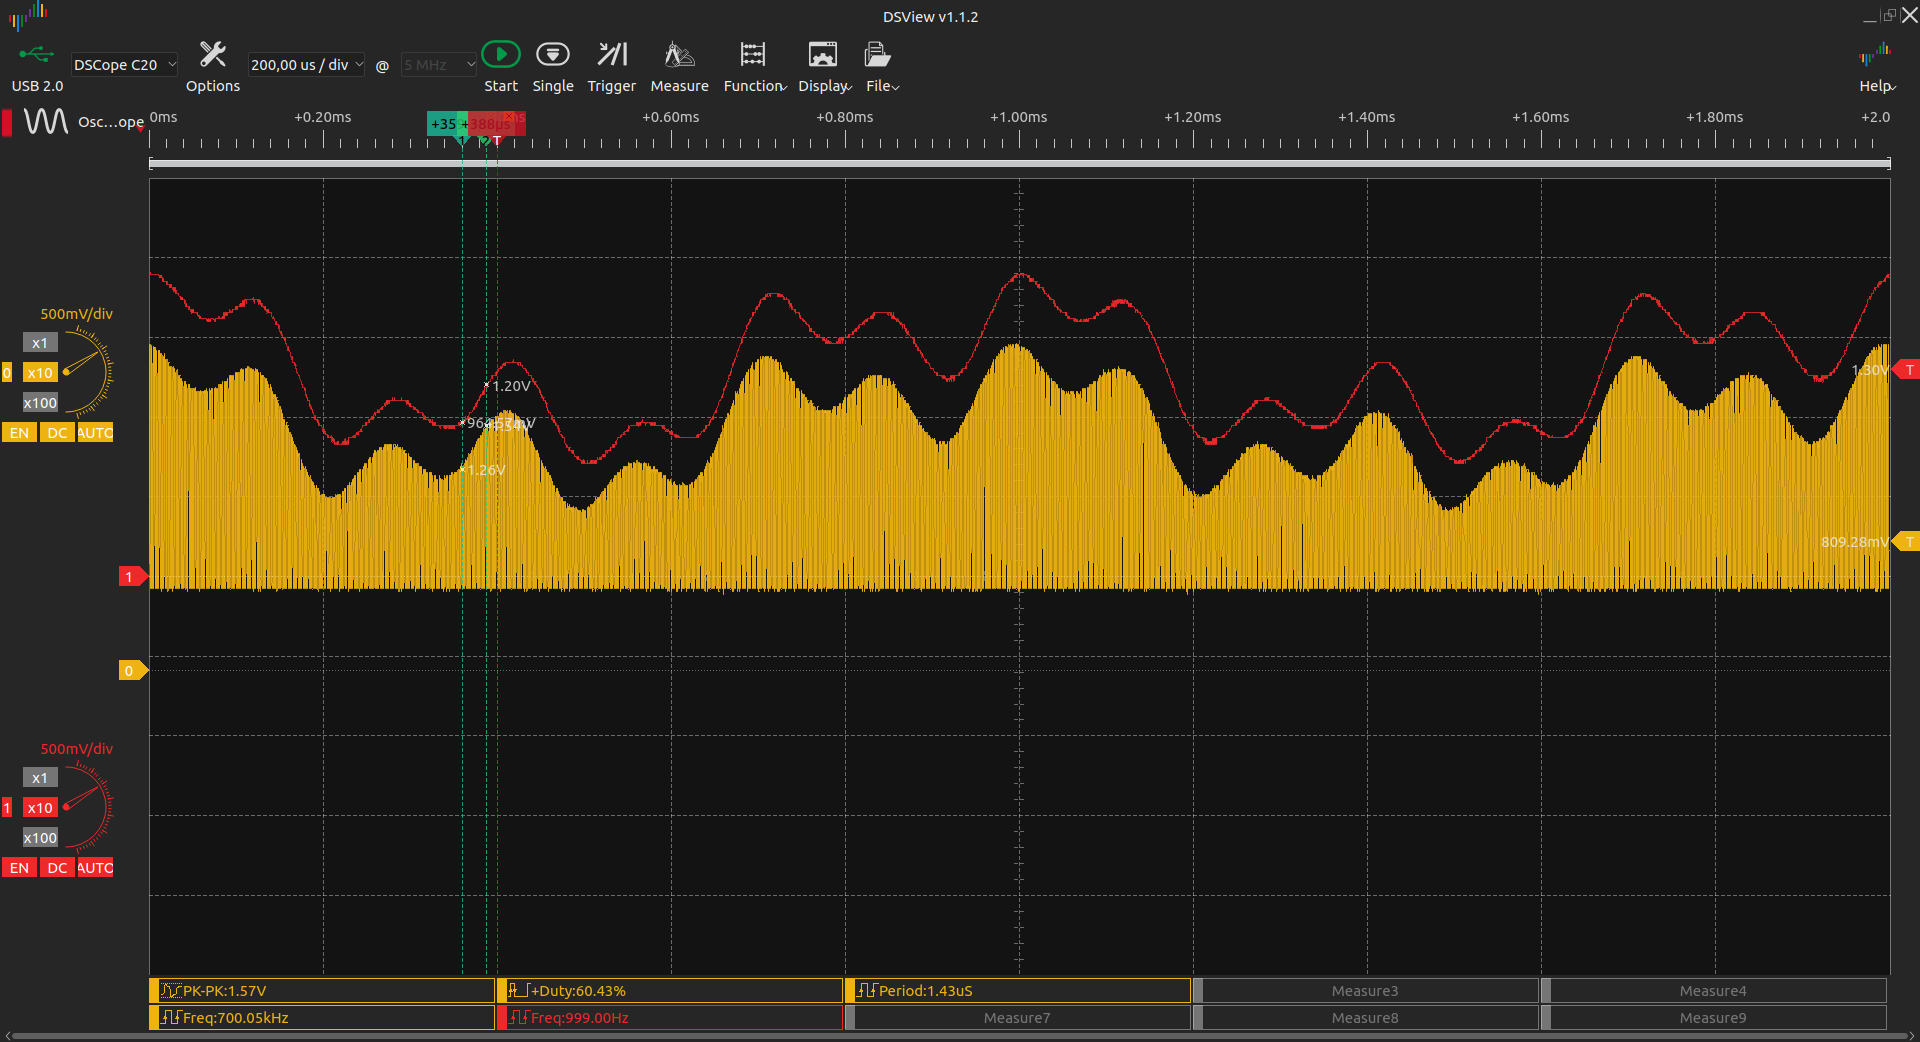 DSView v1.1.2
USB 2.0
DSCope C20
Options
200,00 us / div
@
5 MHz
Start
Single
Trigger
Measure
Function
Display
File
Help
Osc...ope
0ms
+0.20ms
+35
+388us
+0.60ms
+0.80ms
+1.00ms
+1.20ms
+1.40ms
+1.60ms
+1.80ms
+2.0
T
500mV/div
x1
0
x10
x100
EN
DC
AUTO
1.20V
1.26V
1.30V
T
809.28mV
T
1
0
500mV/div
x1
1
x10
x100
EN
DC
AUTO
PK-PK:1.57V
+Duty:60.43%
Period:1.43uS
Measure3
Measure4
Freq:700.05kHz
Freq:999.00Hz
Measure7
Measure8
Measure9